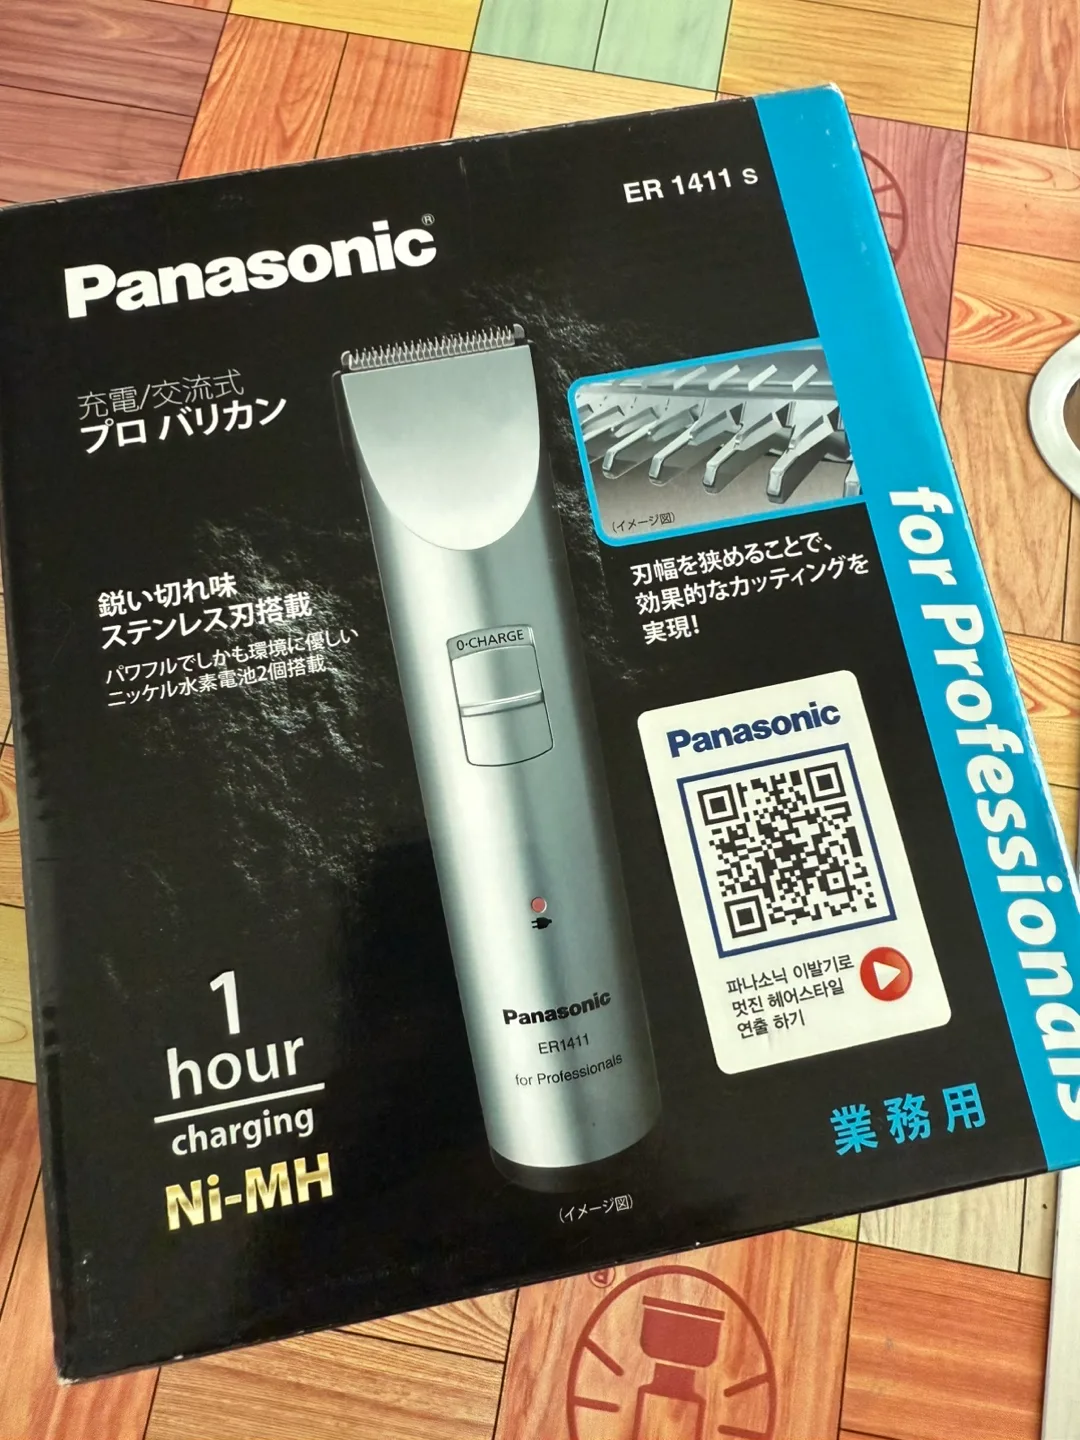 ER 1411 s
Panasonic®
充電/交流式
プロ バリカン
(イメージ図)
刃幅を狭めることで、
効果的なカッティングを
実現!
鋭い切れ味
ステンレス刃搭載
パワフルでしかも環境に優しい
ニッケル水素電池2個搭載
0·CHARGE
for Professionals
Panasonic
파나소닉 이발기로
멋진 헤어스타일
연출 하기
Panasonic
ER1411
for Professionals
1
hour
charging
Ni-MH
業務用
(イメージ図)